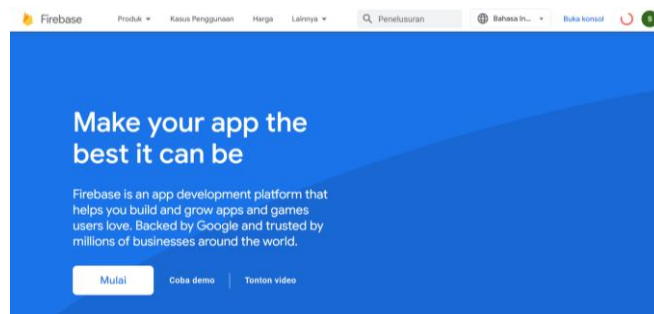 Firebase Produk Kasus Penggunaan Harga Lainnya Penelusuran Bahasa In... Buka konsol S
Make your app the
best it can be
Firebase is an app development platform that
helps you build and grow apps and games
users love. Backed by Google and trusted by
millions of businesses around the world.
Mulai Coba demo Tonton video